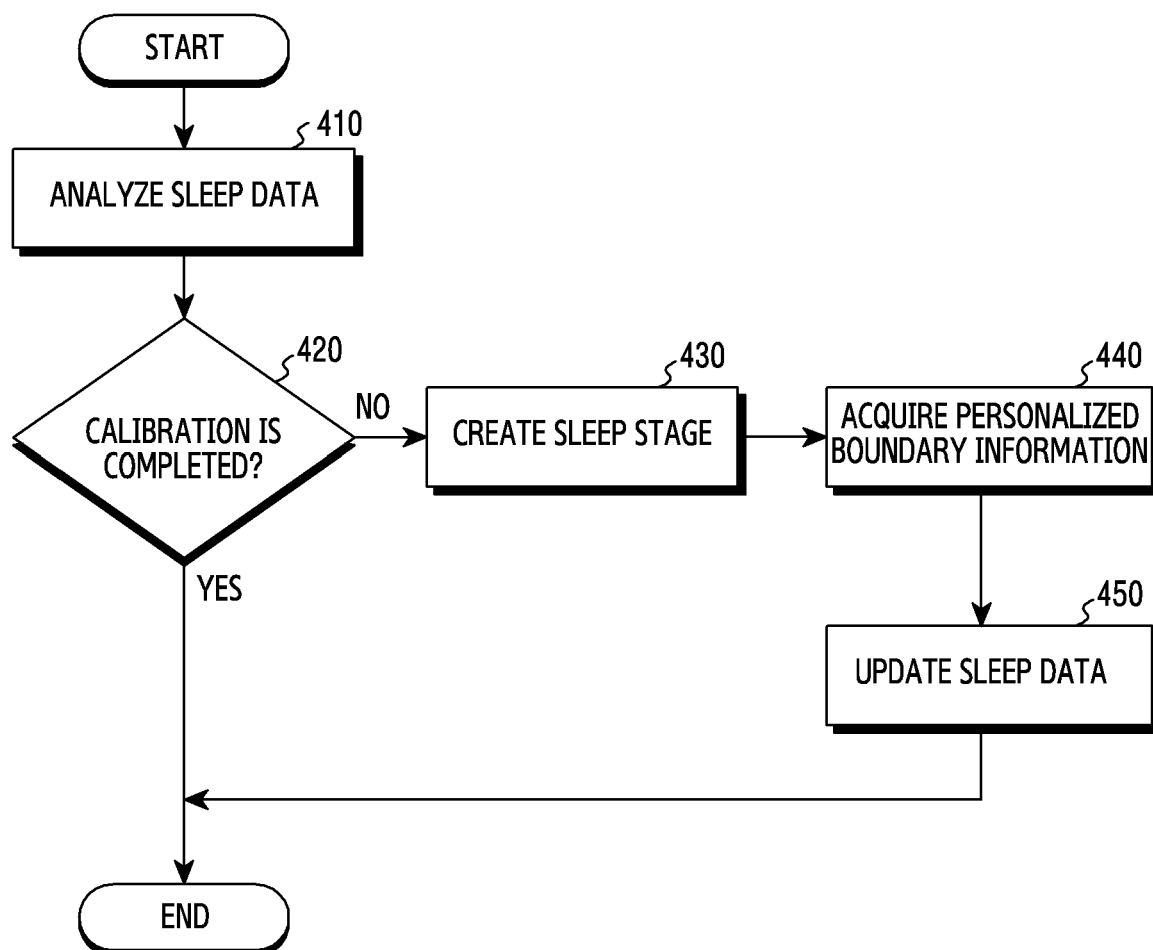 START
410
ANALYZE SLEEP DATA
420
CALIBRATION IS
COMPLETED?
NO
YES
430
CREATE SLEEP STAGE
440
ACQUIRE PERSONALIZED
BOUNDARY INFORMATION
450
UPDATE SLEEP DATA
END